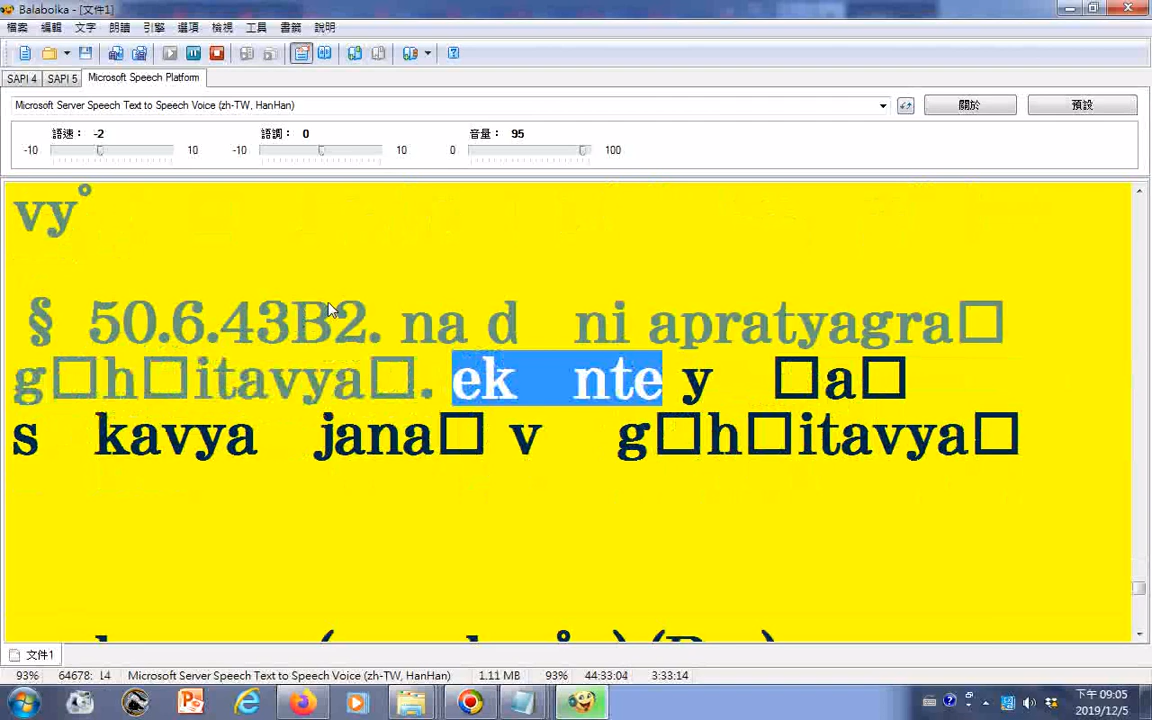 Balabolka - [文件1]
檔案 編輯 文字 朗讀 引擎 選項 檢視 工具 書籤 說明
SAPI 4 SAPI 5 Microsoft Speech Platform
Microsoft Server Speech Text to Speech Voice (zh-TW, HanHan) 關於 預設
語速： -2 語調： 0 音量： 95
-10 10 -10 10 0 100
vy°
§ 50.6.43B2. na d ni apratyagra□
g□h□itavya□. ek nte y □a□
s kavya jana□ v g□h□itavya□
文件1
93% 64678: 14 Microsoft Server Speech Text to Speech Voice (zh-TW, HanHan) 1.11 MB 93% 44:33:04 3:33:14
下午 09:05
2019/12/5